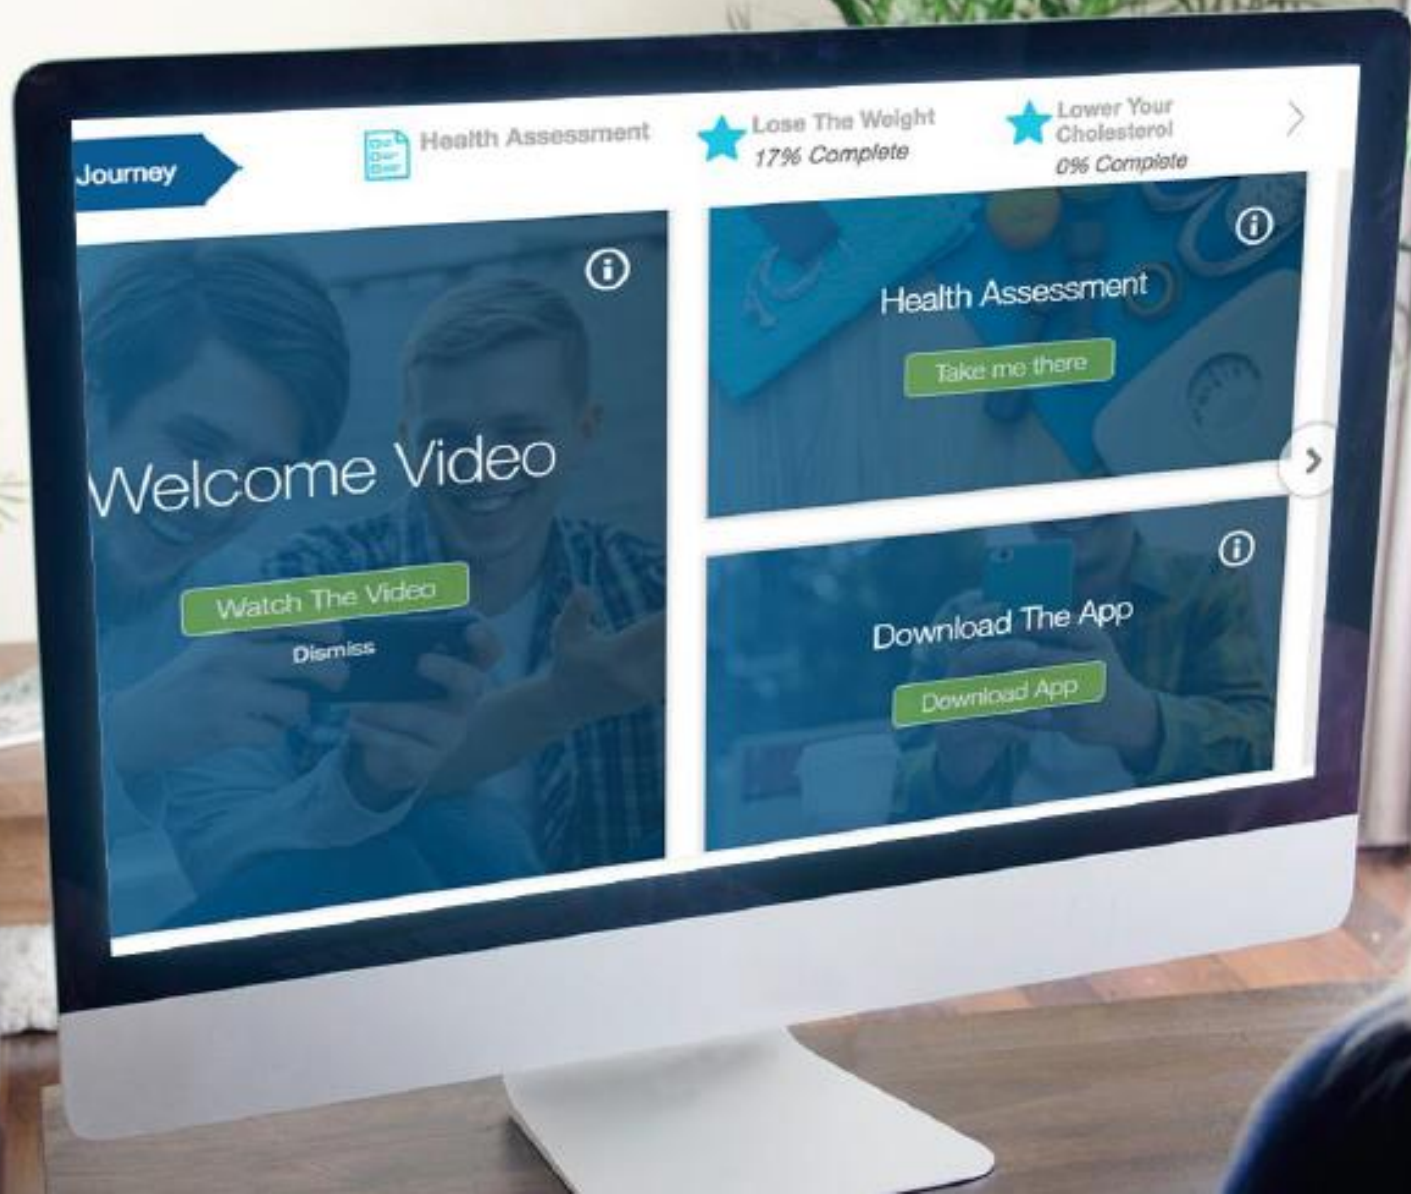 Journey
Health Assessment
Lose The Weight
17% Complete
Lower Your
Cholesterol
0% Complete
Welcome Video
Watch The Video
Dismiss
Health Assessment
Take me there
Download The App
Download App